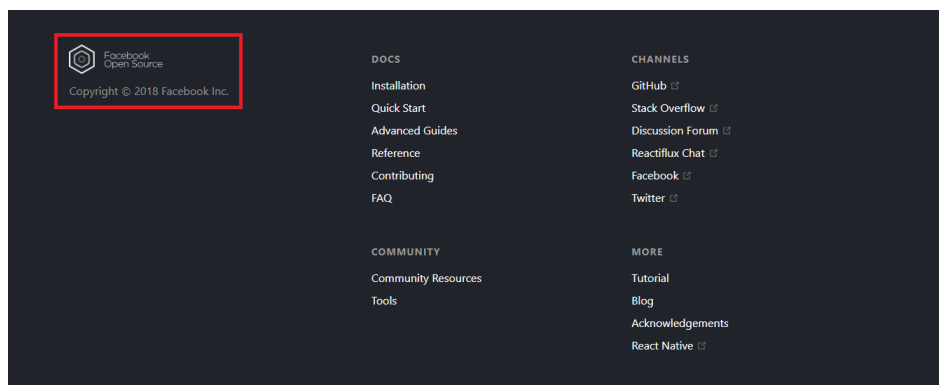 Facebook
Open Source
Copyright © 2018 Facebook Inc.
DOCS
Installation
Quick Start
Advanced Guides
Reference
Contributing
FAQ
CHANNELS
GitHub
Stack Overflow
Discussion Forum
Reactiflux Chat
Facebook
Twitter
COMMUNITY
Community Resources
Tools
MORE
Tutorial
Blog
Acknowledgements
React Native